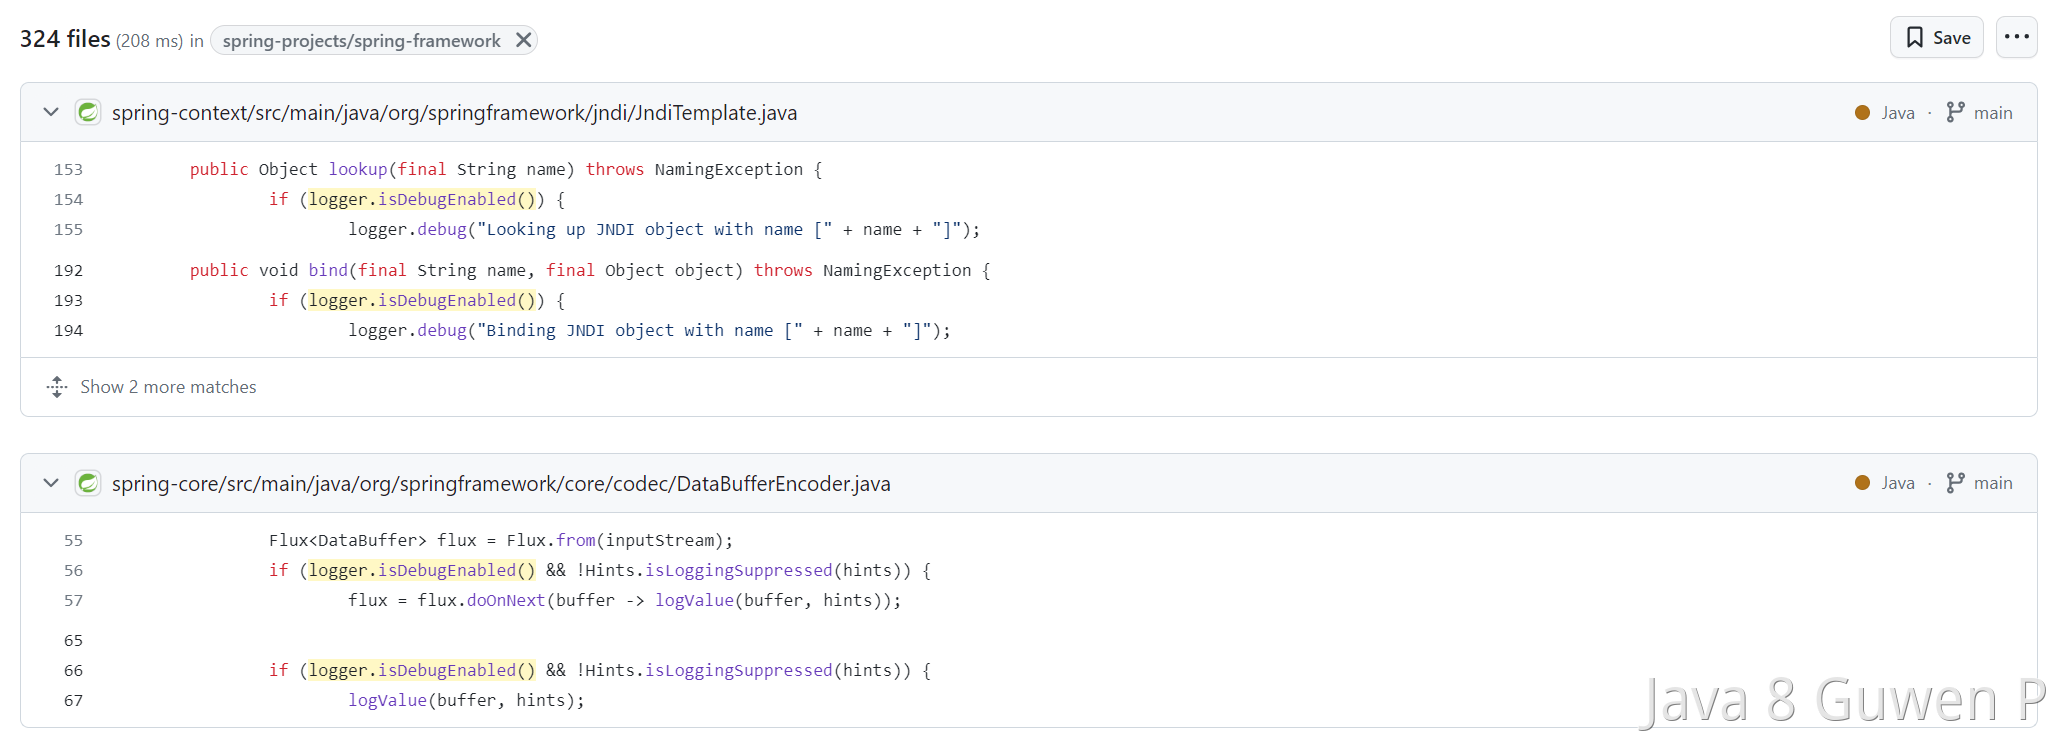 324 files (208 ms) in spring-projects/spring-framework
Save
spring-context/src/main/java/org/springframework/jndi/JndiTemplate.java
Java · main
153 public Object lookup(final String name) throws NamingException {
154 if (logger.isDebugEnabled()) {
155 logger.debug("Looking up JNDI object with name [" + name + "]");
192 public void bind(final String name, final Object object) throws NamingException {
193 if (logger.isDebugEnabled()) {
194 logger.debug("Binding JNDI object with name [" + name + "]");
Show 2 more matches
spring-core/src/main/java/org/springframework/core/codec/DataBufferEncoder.java
Java · main
55 Flux<DataBuffer> flux = Flux.from(inputStream);
56 if (logger.isDebugEnabled() && !Hints.isLoggingSuppressed(hints)) {
57 flux = flux.doOnNext(buffer -> logValue(buffer, hints));
65
66 if (logger.isDebugEnabled() && !Hints.isLoggingSuppressed(hints)) {
67 logValue(buffer, hints);
Java 8 Guwen P